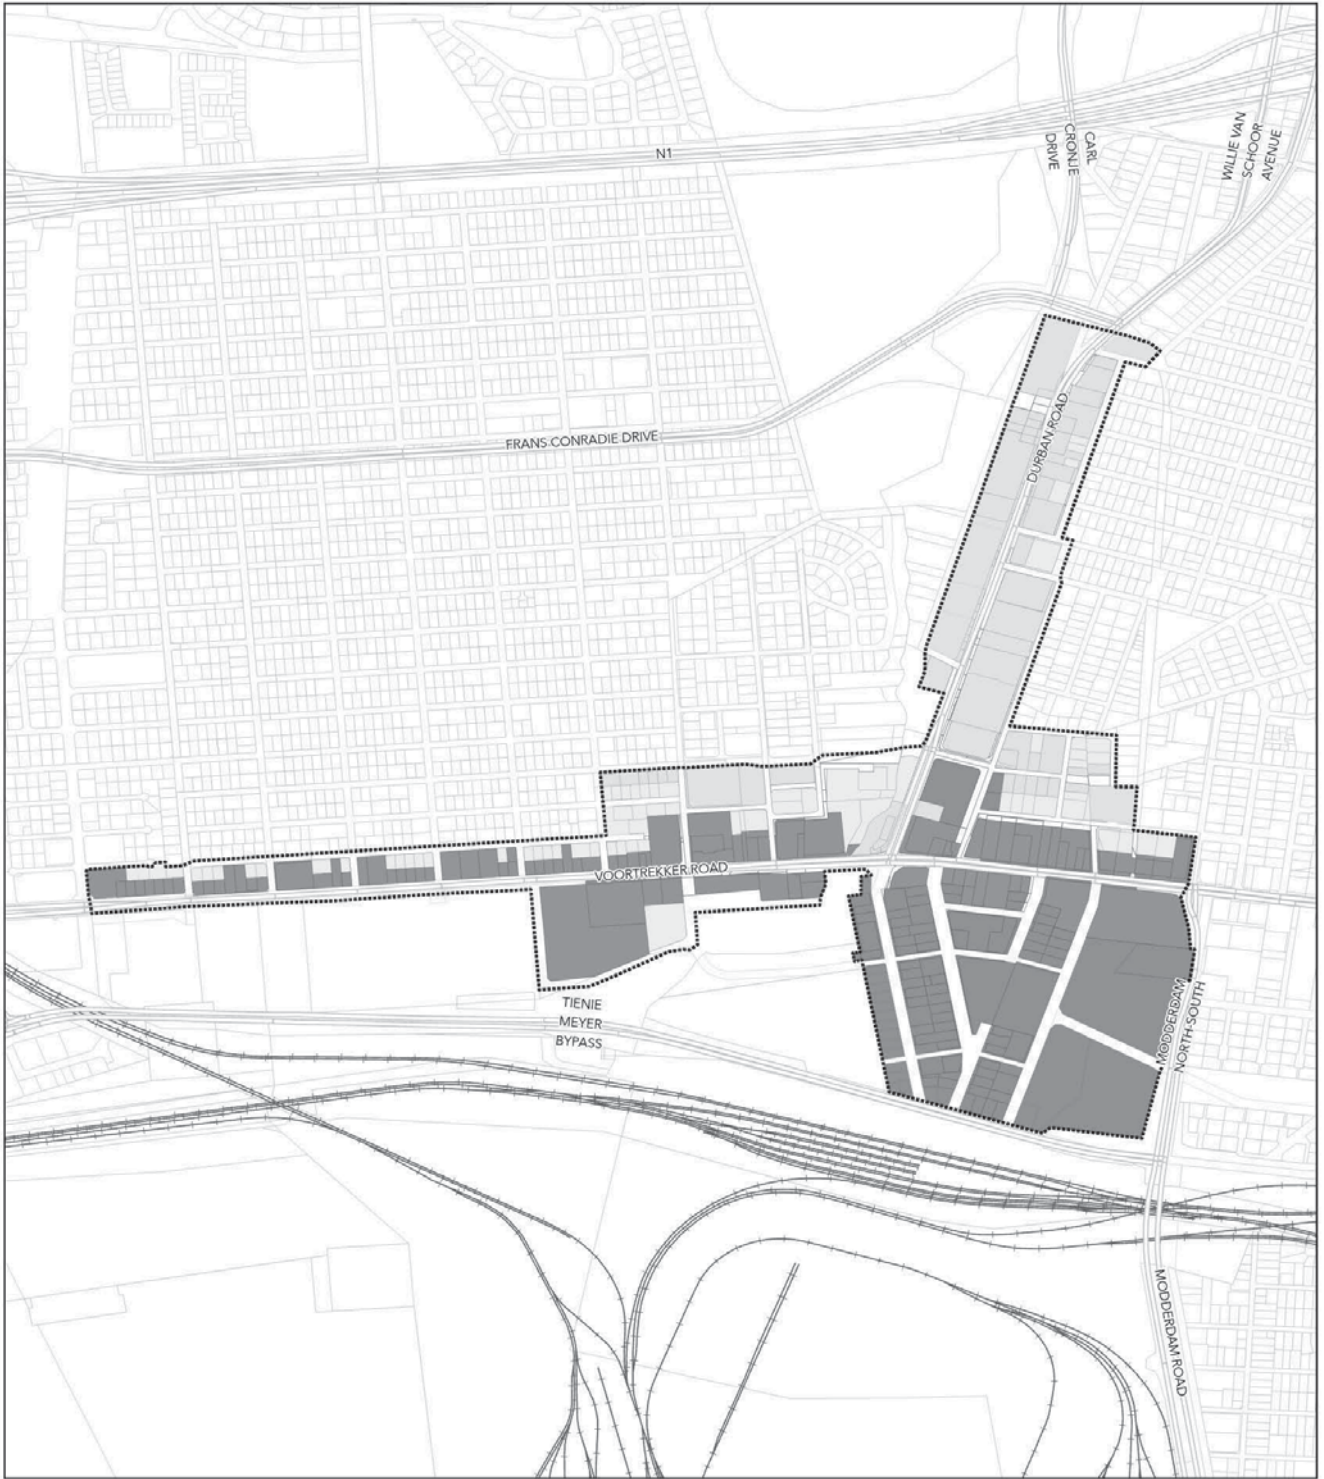 N1
CARL
CRONJE
DRIVE
WILLIE VAN
SCHOOR
AVENUE
DURBAN ROAD
FRANS CONRADIE DRIVE
VOORTREKKER ROAD
TIENIE
MEYER
BYPASS
MODDERDAM
NORTH-SOUTH
MODDERDAM ROAD